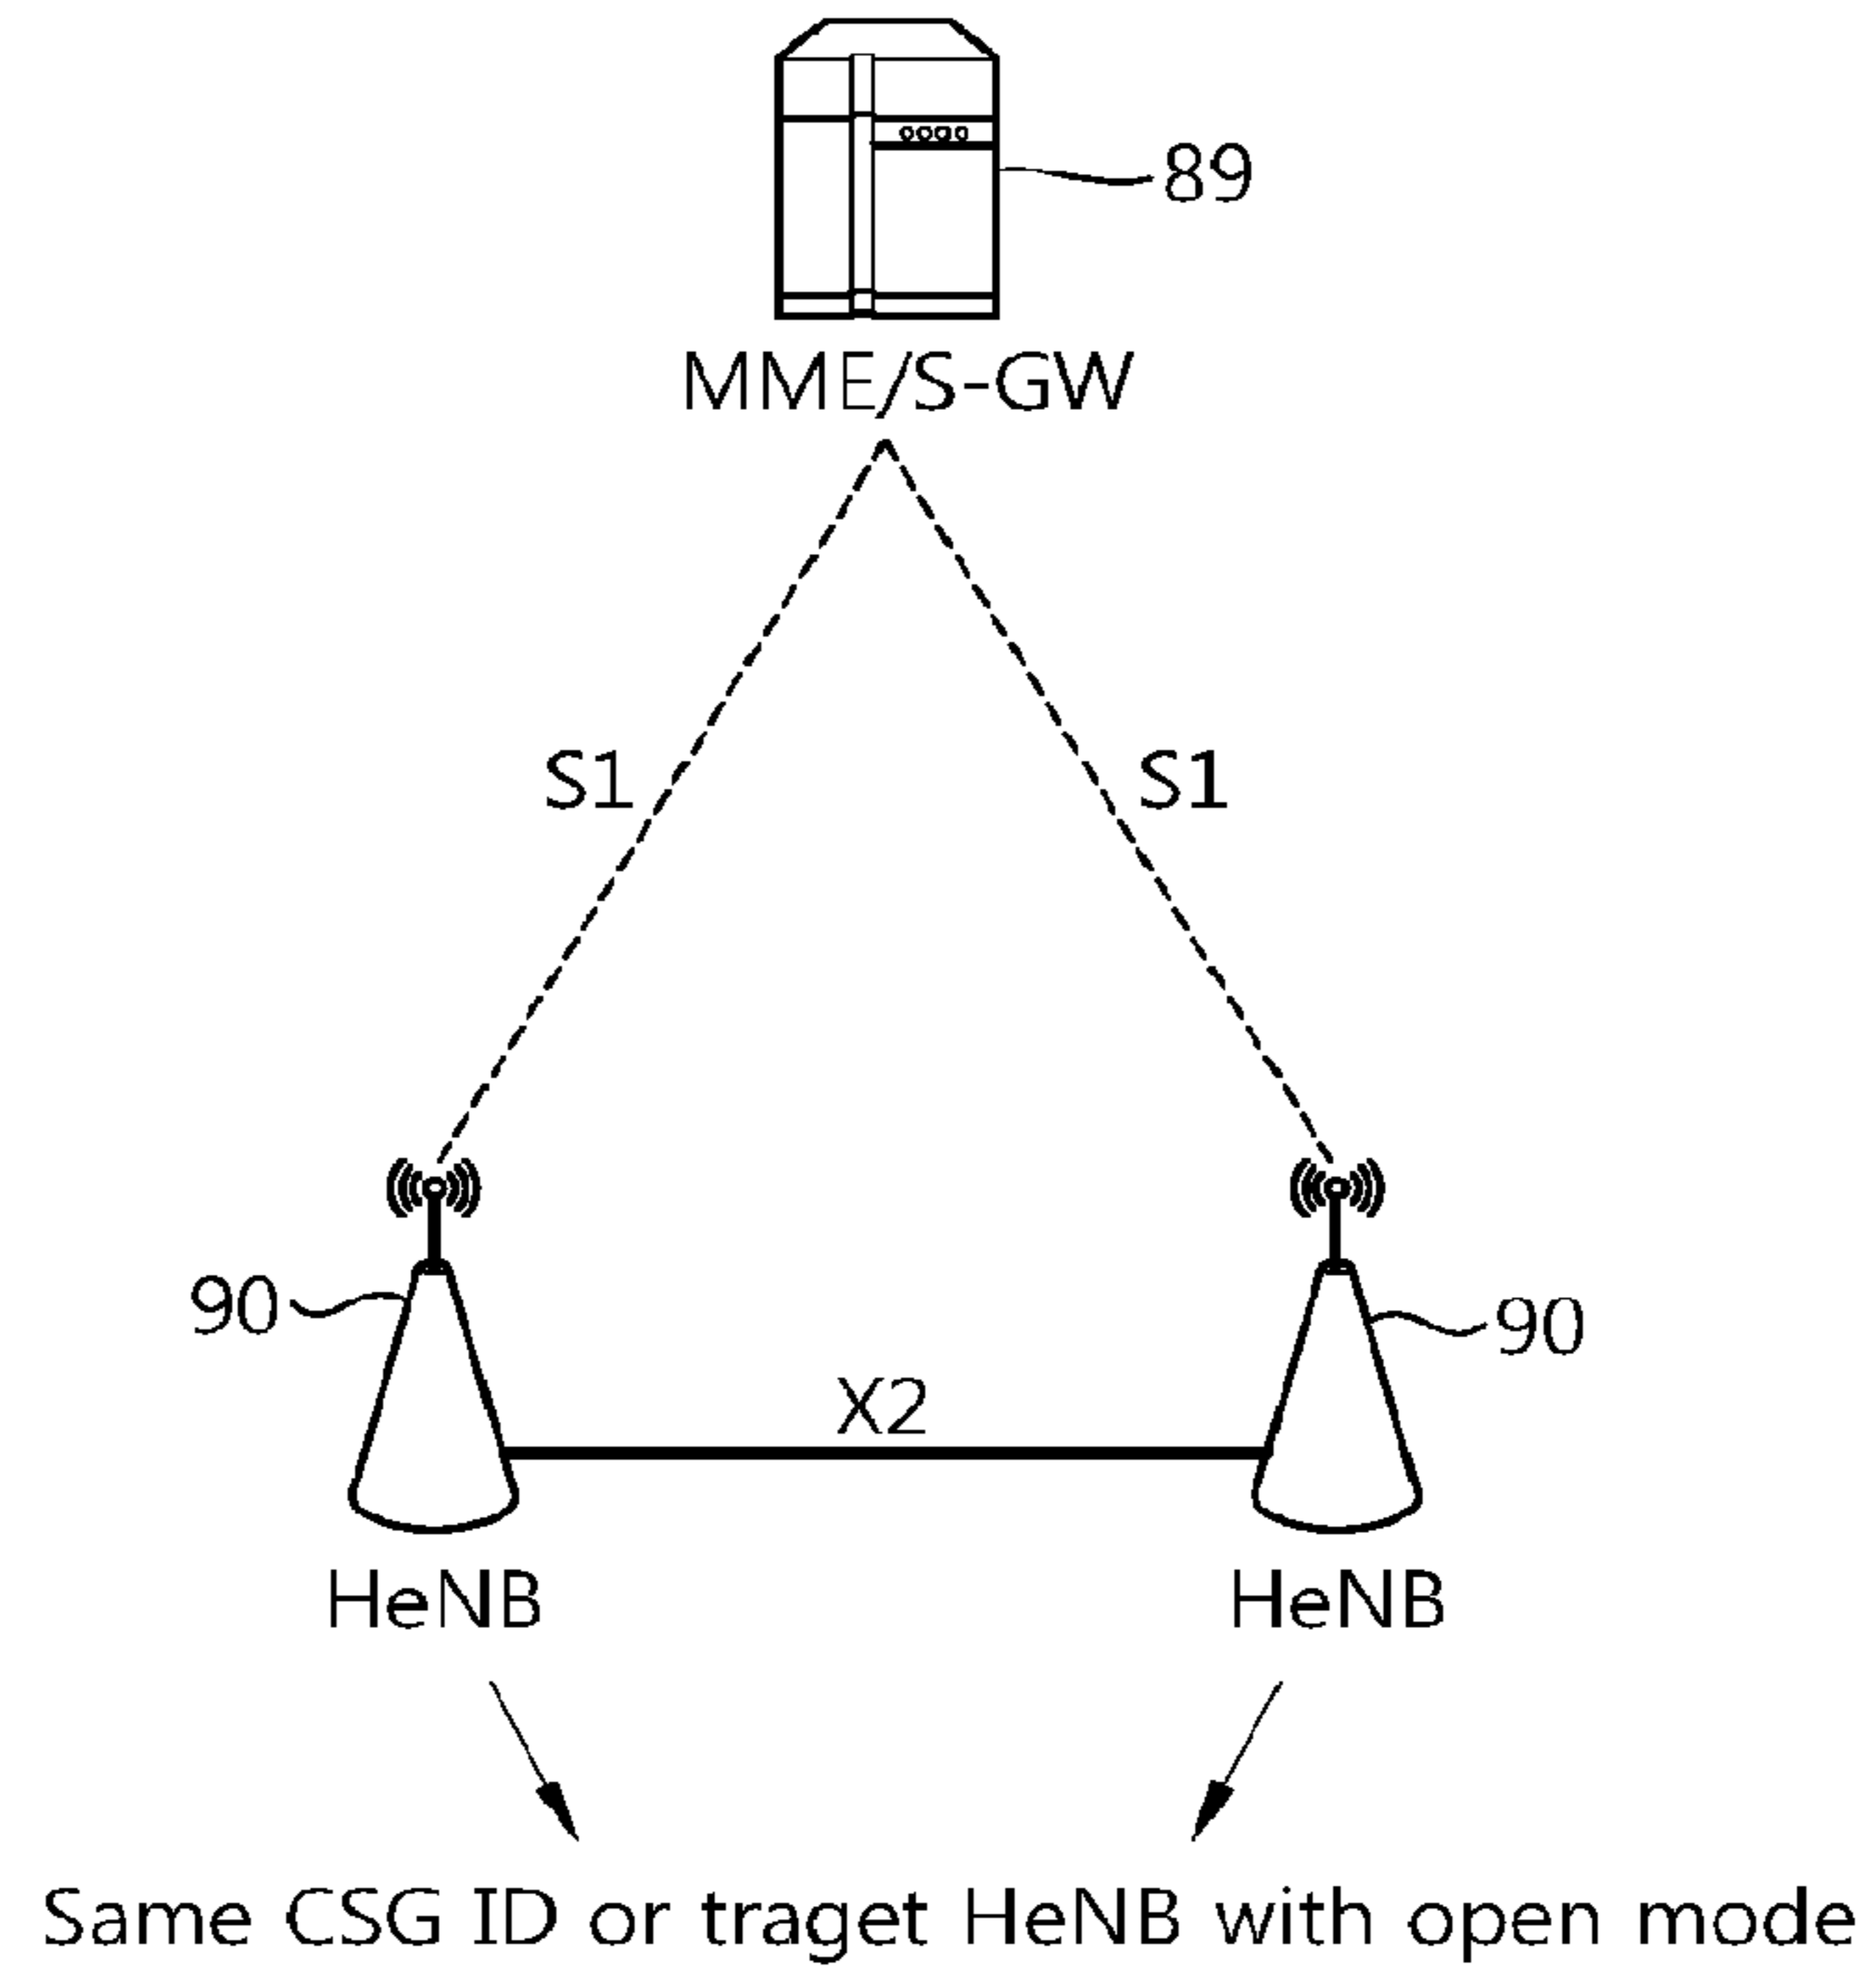 89
MME/S-GW
S1
S1
90
90
X2
HeNB
HeNB
Same CSG ID or traget HeNB with open mode